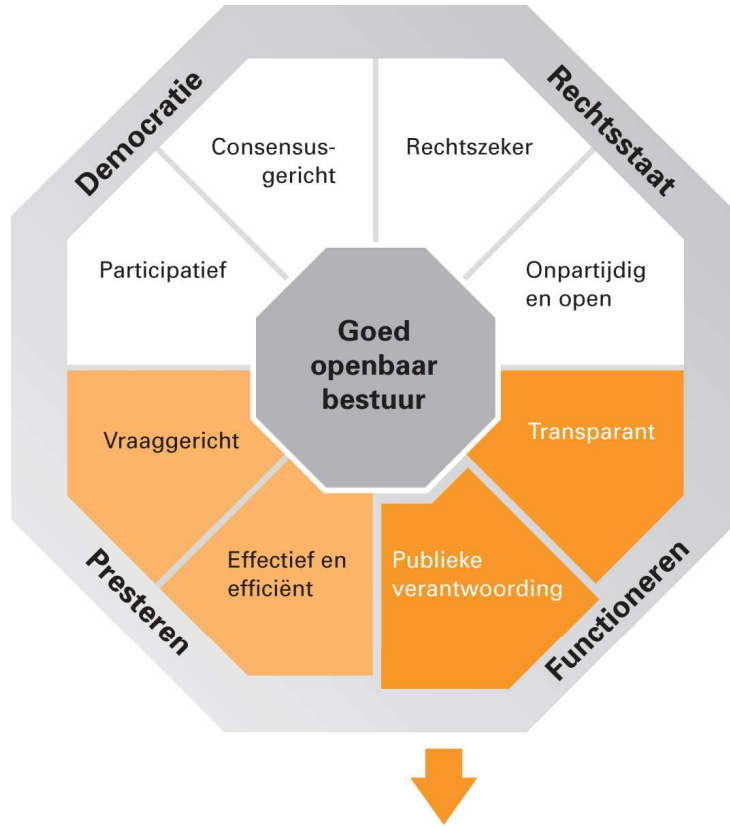 Democratie
Rechtsstaat
Consensus-
gericht
Rechtszeker
Participatief
Onpartijdig
en open
Goed
openbaar
bestuur
Vraaggericht
Transparant
Effectief en
efficiënt
Publieke
verantwoording
Presteren
Functioneren